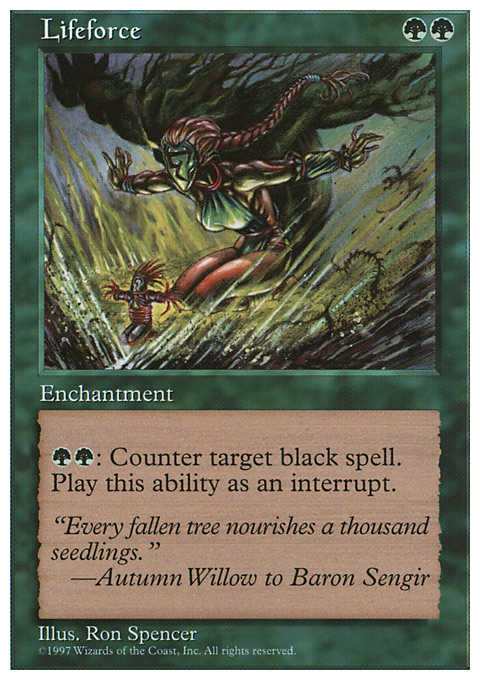 Lifeforce
Enchantment
: Counter target black spell.
Play this ability as an interrupt.
“Every fallen tree nourishes a thousand
seedlings.”
—Autumn Willow to Baron Sengir
Illus. Ron Spencer
©1997 Wizards of the Coast, Inc. All rights reserved.